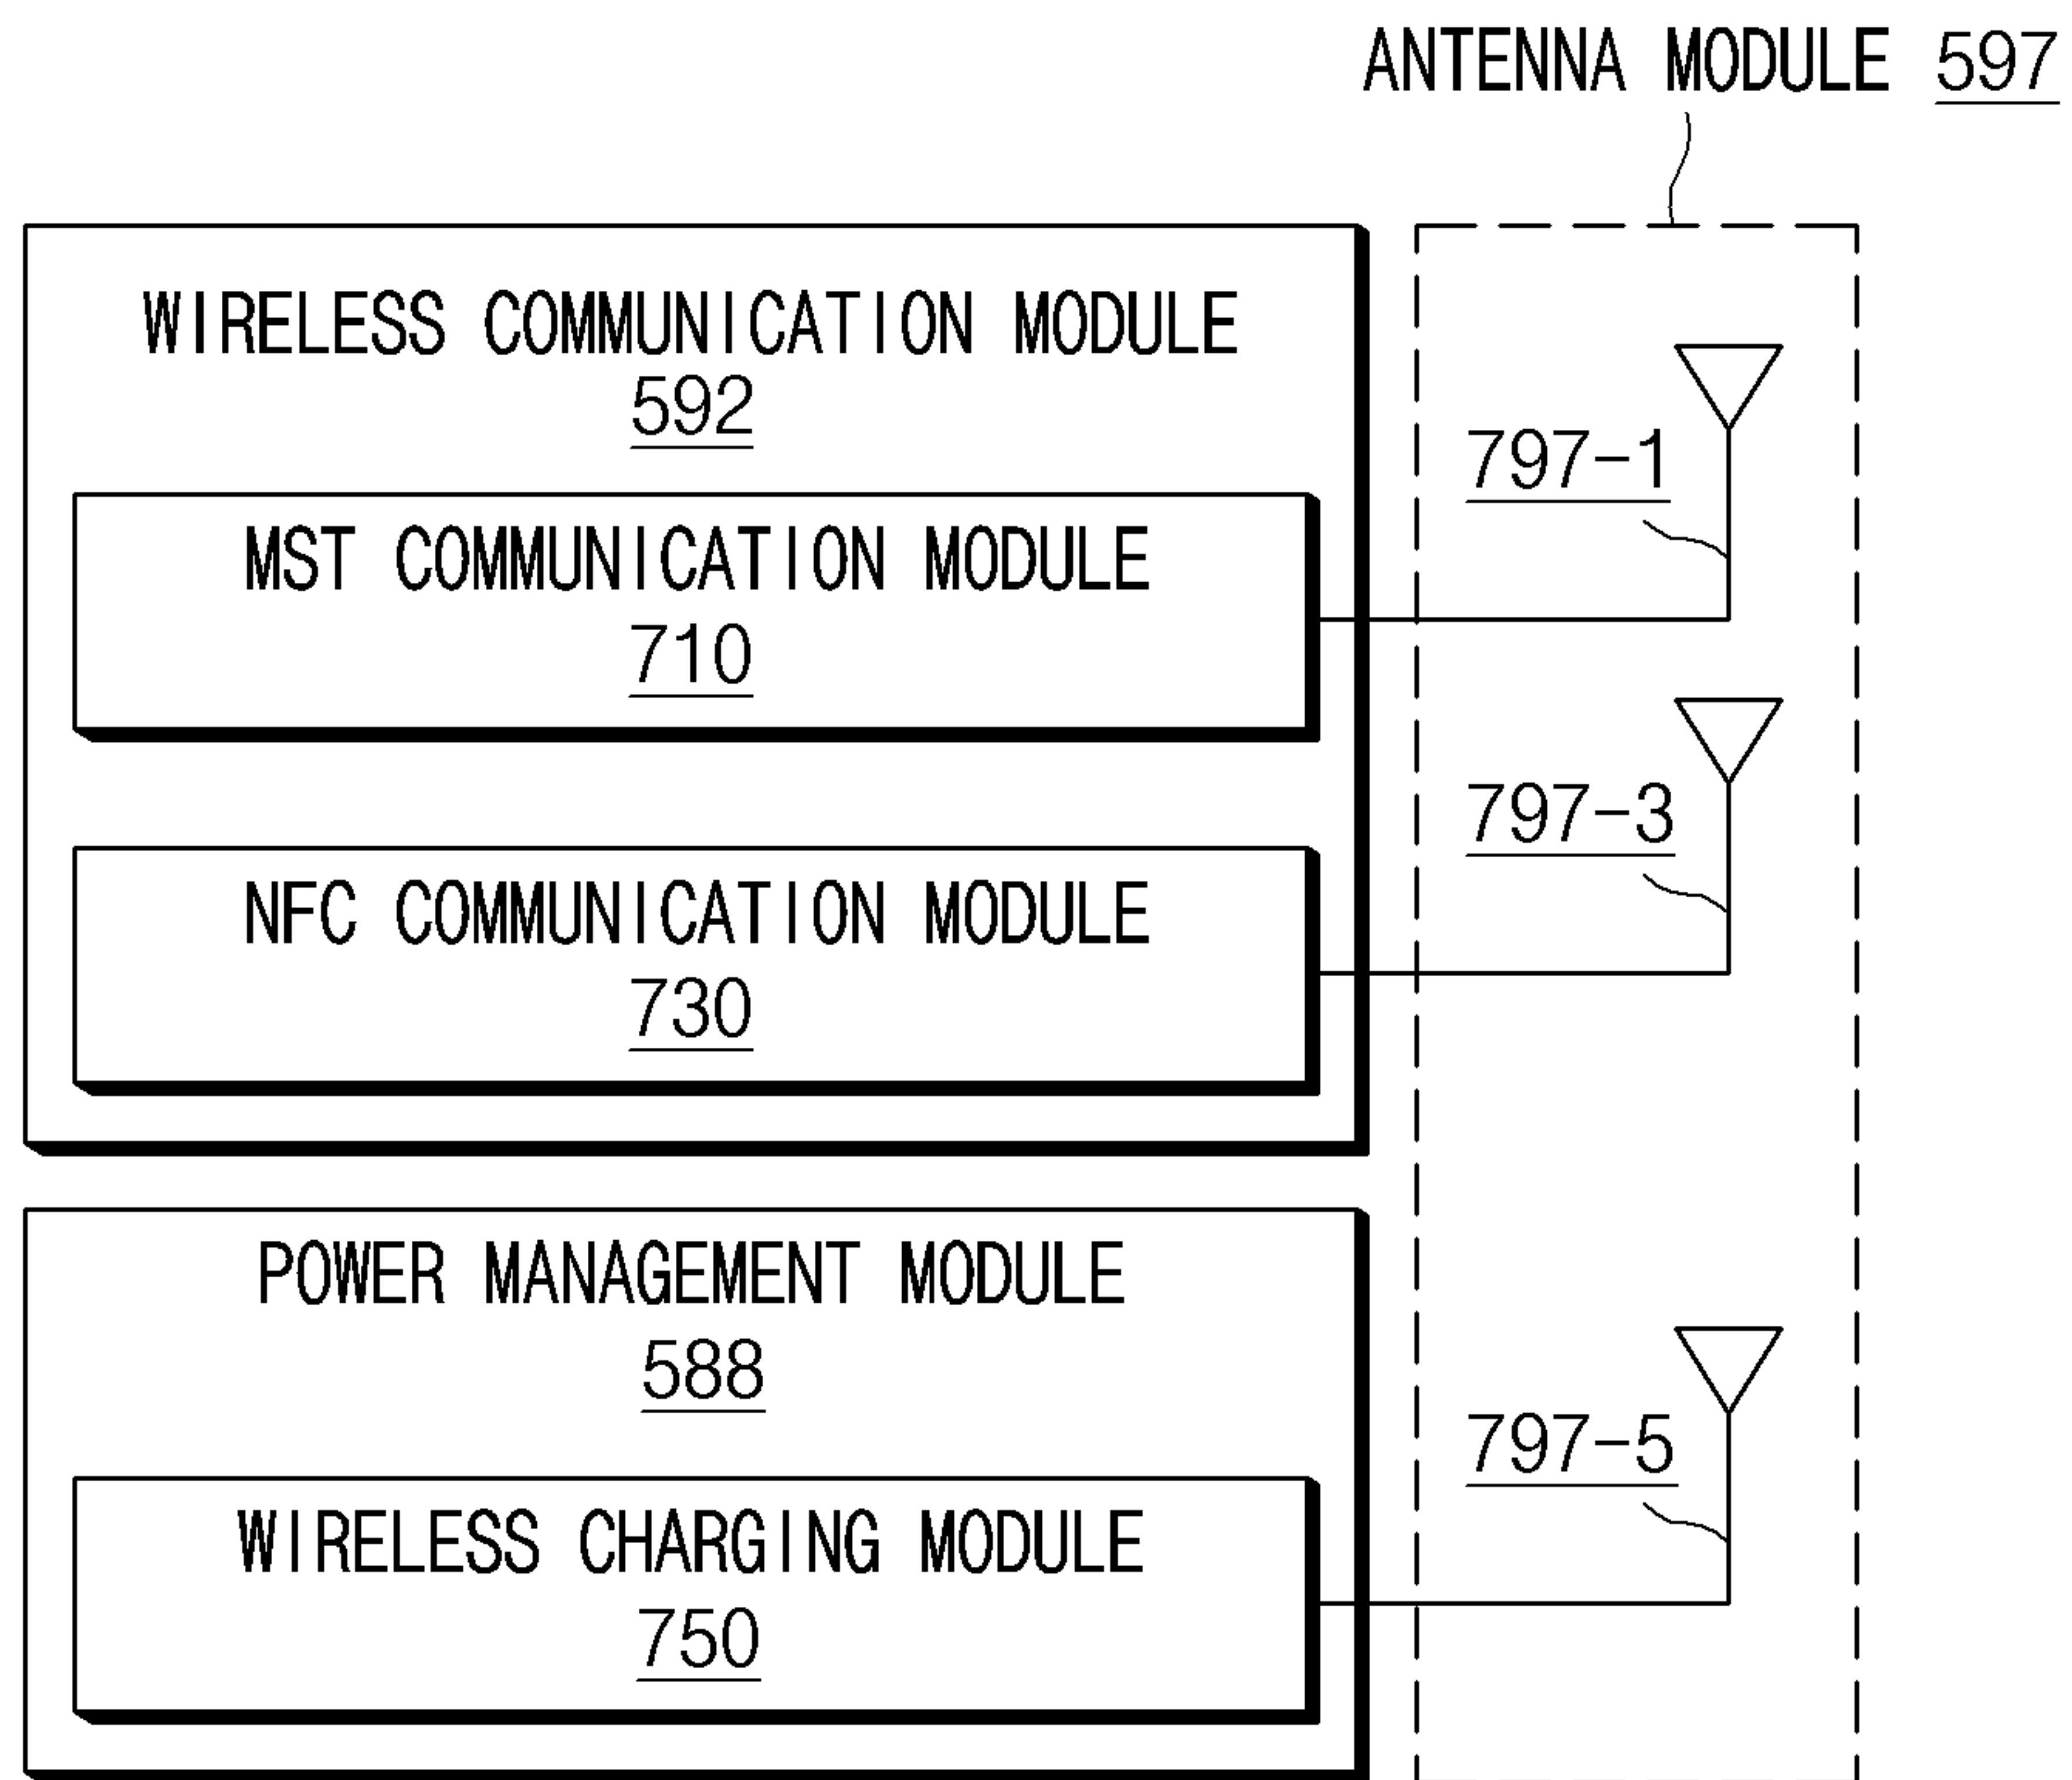 ANTENNA MODULE 597
WIRELESS COMMUNICATION MODULE
592
797-1
MST COMMUNICATION MODULE
710
797-3
NFC COMMUNICATION MODULE
730
POWER MANAGEMENT MODULE
588
797-5
WIRELESS CHARGING MODULE
750